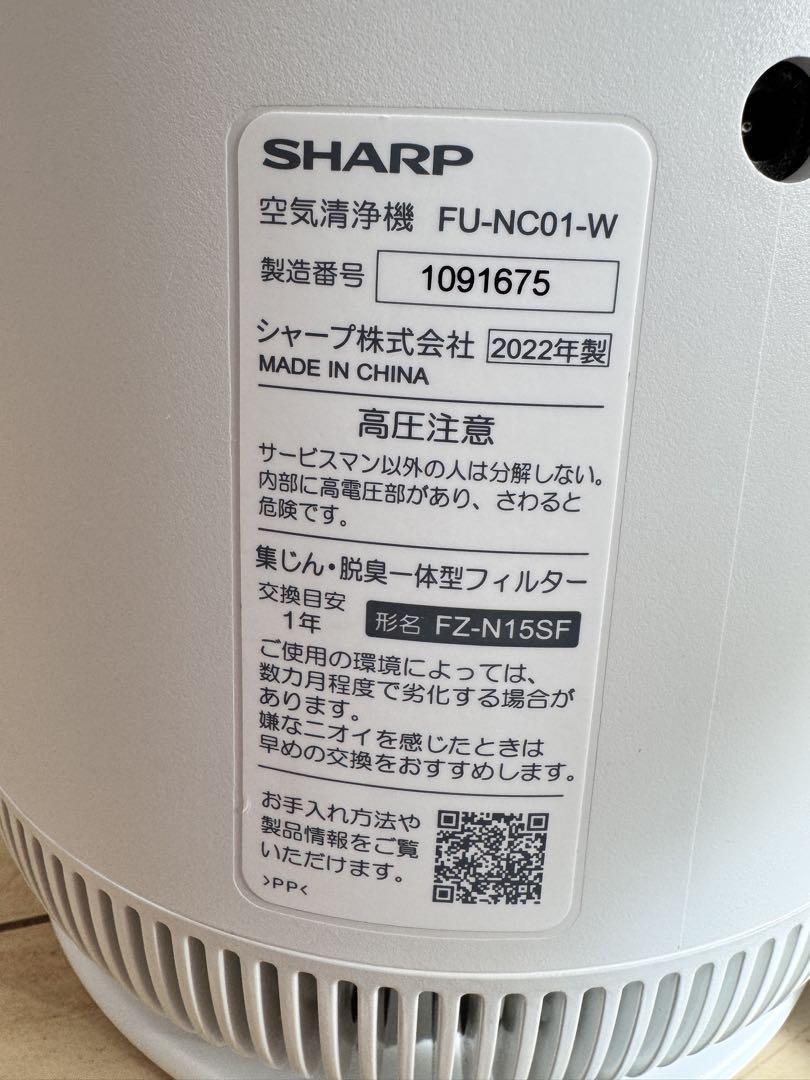 SHARP
空気清浄機 FU-NC01-W
製造番号 1091675
シャープ株式会社 2022年製
MADE IN CHINA
高圧注意
サービスマン以外の人は分解しない。
内部に高電圧部があり、さわると
危険です。
集じん・脱臭一体型フィルター
交換目安
1年
形名 FZ-N15SF
ご使用の環境によっては、
数カ月程度で劣化する場合が
あります。
嫌なニオイを感じたときは
早めの交換をおすすめします。
お手入れ方法や
製品情報をご覧
いただけます。
>PP<